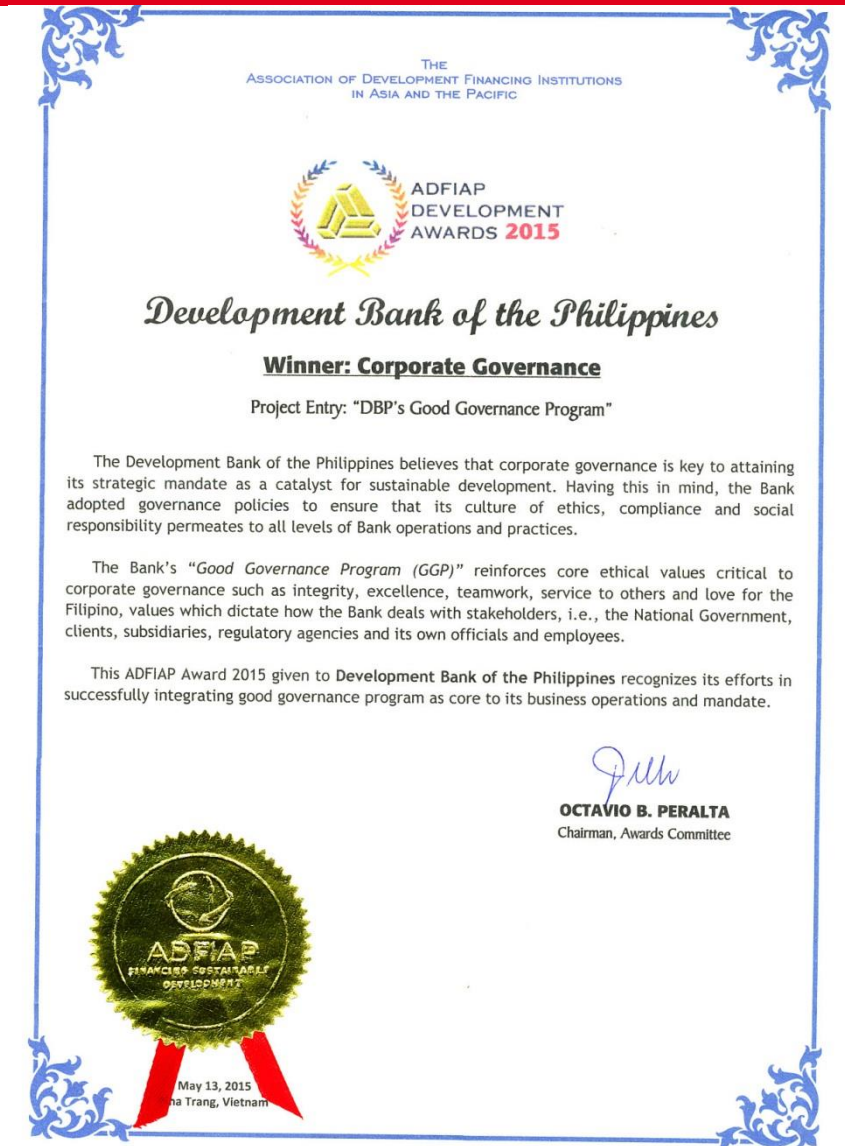 THE
ASSOCIATION OF DEVELOPMENT FINANCING INSTITUTIONS
IN ASIA AND THE PACIFIC
ADFIAP
DEVELOPMENT
AWARDS 2015
Development Bank of the Philippines
Winner: Corporate Governance
Project Entry: "DBP's Good Governance Program"
The Development Bank of the Philippines believes that corporate governance is key to attaining
its strategic mandate as a catalyst for sustainable development. Having this in mind, the Bank
adopted governance policies to ensure that its culture of ethics, compliance and social
responsibility permeates to all levels of Bank operations and practices.
The Bank's "Good Governance Program (GGP)" reinforces core ethical values critical to
corporate governance such as integrity, excellence, teamwork, service to others and love for the
Filipino, values which dictate how the Bank deals with stakeholders, i.e., the National Government,
clients, subsidiaries, regulatory agencies and its own officials and employees.
This ADFIAP Award 2015 given to Development Bank of the Philippines recognizes its efforts in
successfully integrating good governance program as core to its business operations and mandate.
OCTAVIO B. PERALTA
Chairman, Awards Committee
ADFIAP
FINANCING SUSTAINABLE
DEVELOPMENT
May 13, 2015
Trang, Vietnam